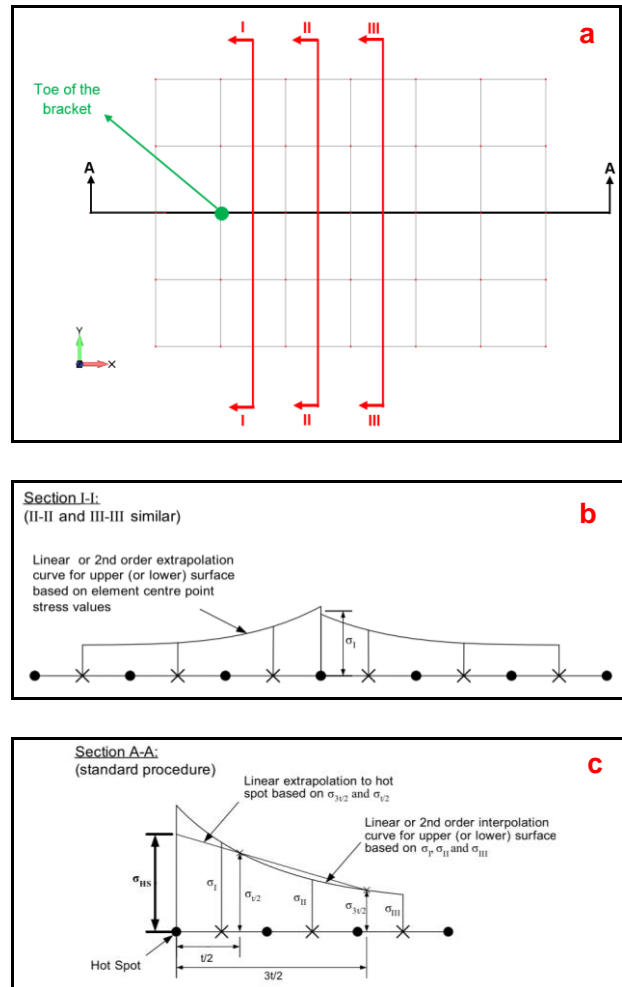 I II III a
Toe of the
bracket
A A
Y
X
I II III
Section I-I:
(II-II and III-III similar)
b
Linear or 2nd order extrapolation
curve for upper (or lower) surface
based on element centre point
stress values
σI
Section A-A:
(standard procedure)
c
Linear extrapolation to hot
spot based on σ3t/2 and σt/2
Linear or 2nd order interpolation
curve for upper (or lower) surface
based on σI, σII and σIII
σHS
σI
σt/2
σII
σ3t/2
σIII
Hot Spot
t/2
3t/2